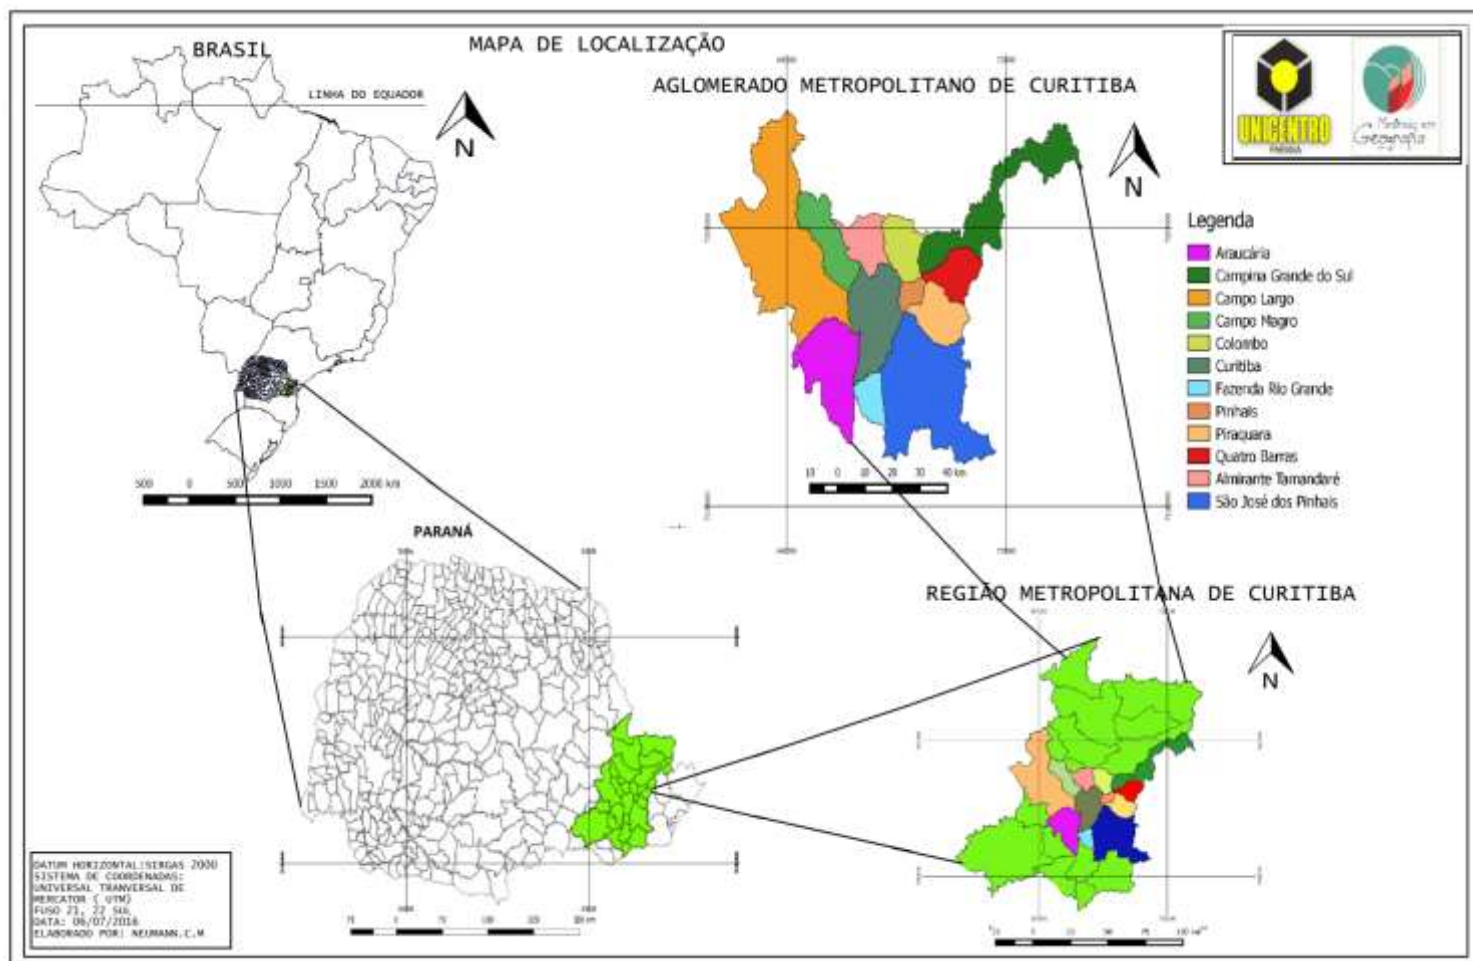 MAPA DE LOCALIZAÇÃO
BRASIL
LINHA DO EQUADOR
N
500 0 500 1000 1500 2000 km
AGLOMERADO METROPOLITANO DE CURITIBA
N
10 0 10 20 30 40 km
UNICENTRO
PARANÁ
Geografia
Legenda
Araucária
Campina Grande do Sul
Campo Largo
Campo Magro
Colombo
Curitiba
Fazenda Rio Grande
Pinhais
Piraquara
Quatro Barras
Almirante Tamandaré
São José dos Pinhais
PARANÁ
REGIÃO METROPOLITANA DE CURITIBA
N
DATUM HORIZONTAL:SIRGAS 2000
SISTEMA DE COORDENADAS:
UNIVERSAL TRANVERSAL DE
MERCATOR ( UTM)
FUSO 21, 22 SUL
DATA: 06/07/2016
ELABORADO POR: NEUMANN.C.M